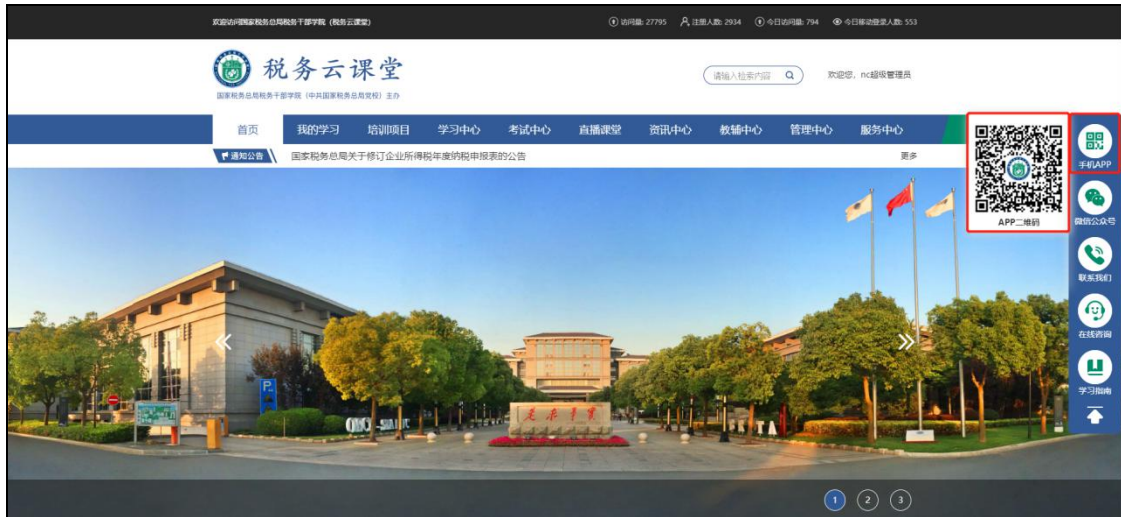 欢迎访问国家税务总局税务干部学院（税务云课堂）
访问量: 27795 注册人数: 2934 今日访问量: 794 今日移动登录人数: 553
税务云课堂
国家税务总局税务干部学院（中共国家税务总局党校）主办
请输入检索内容
欢迎您，nc超级管理员
首页 我的学习 培训项目 学习中心 考试中心 直播课堂 资讯中心 教辅中心 管理中心 服务中心
通知公告 国家税务总局关于修订企业所得税年度纳税申报表的公告 更多
APP二维码
手机APP
微信公众号
联系我们
在线咨询
学习指南
P
1 2 3